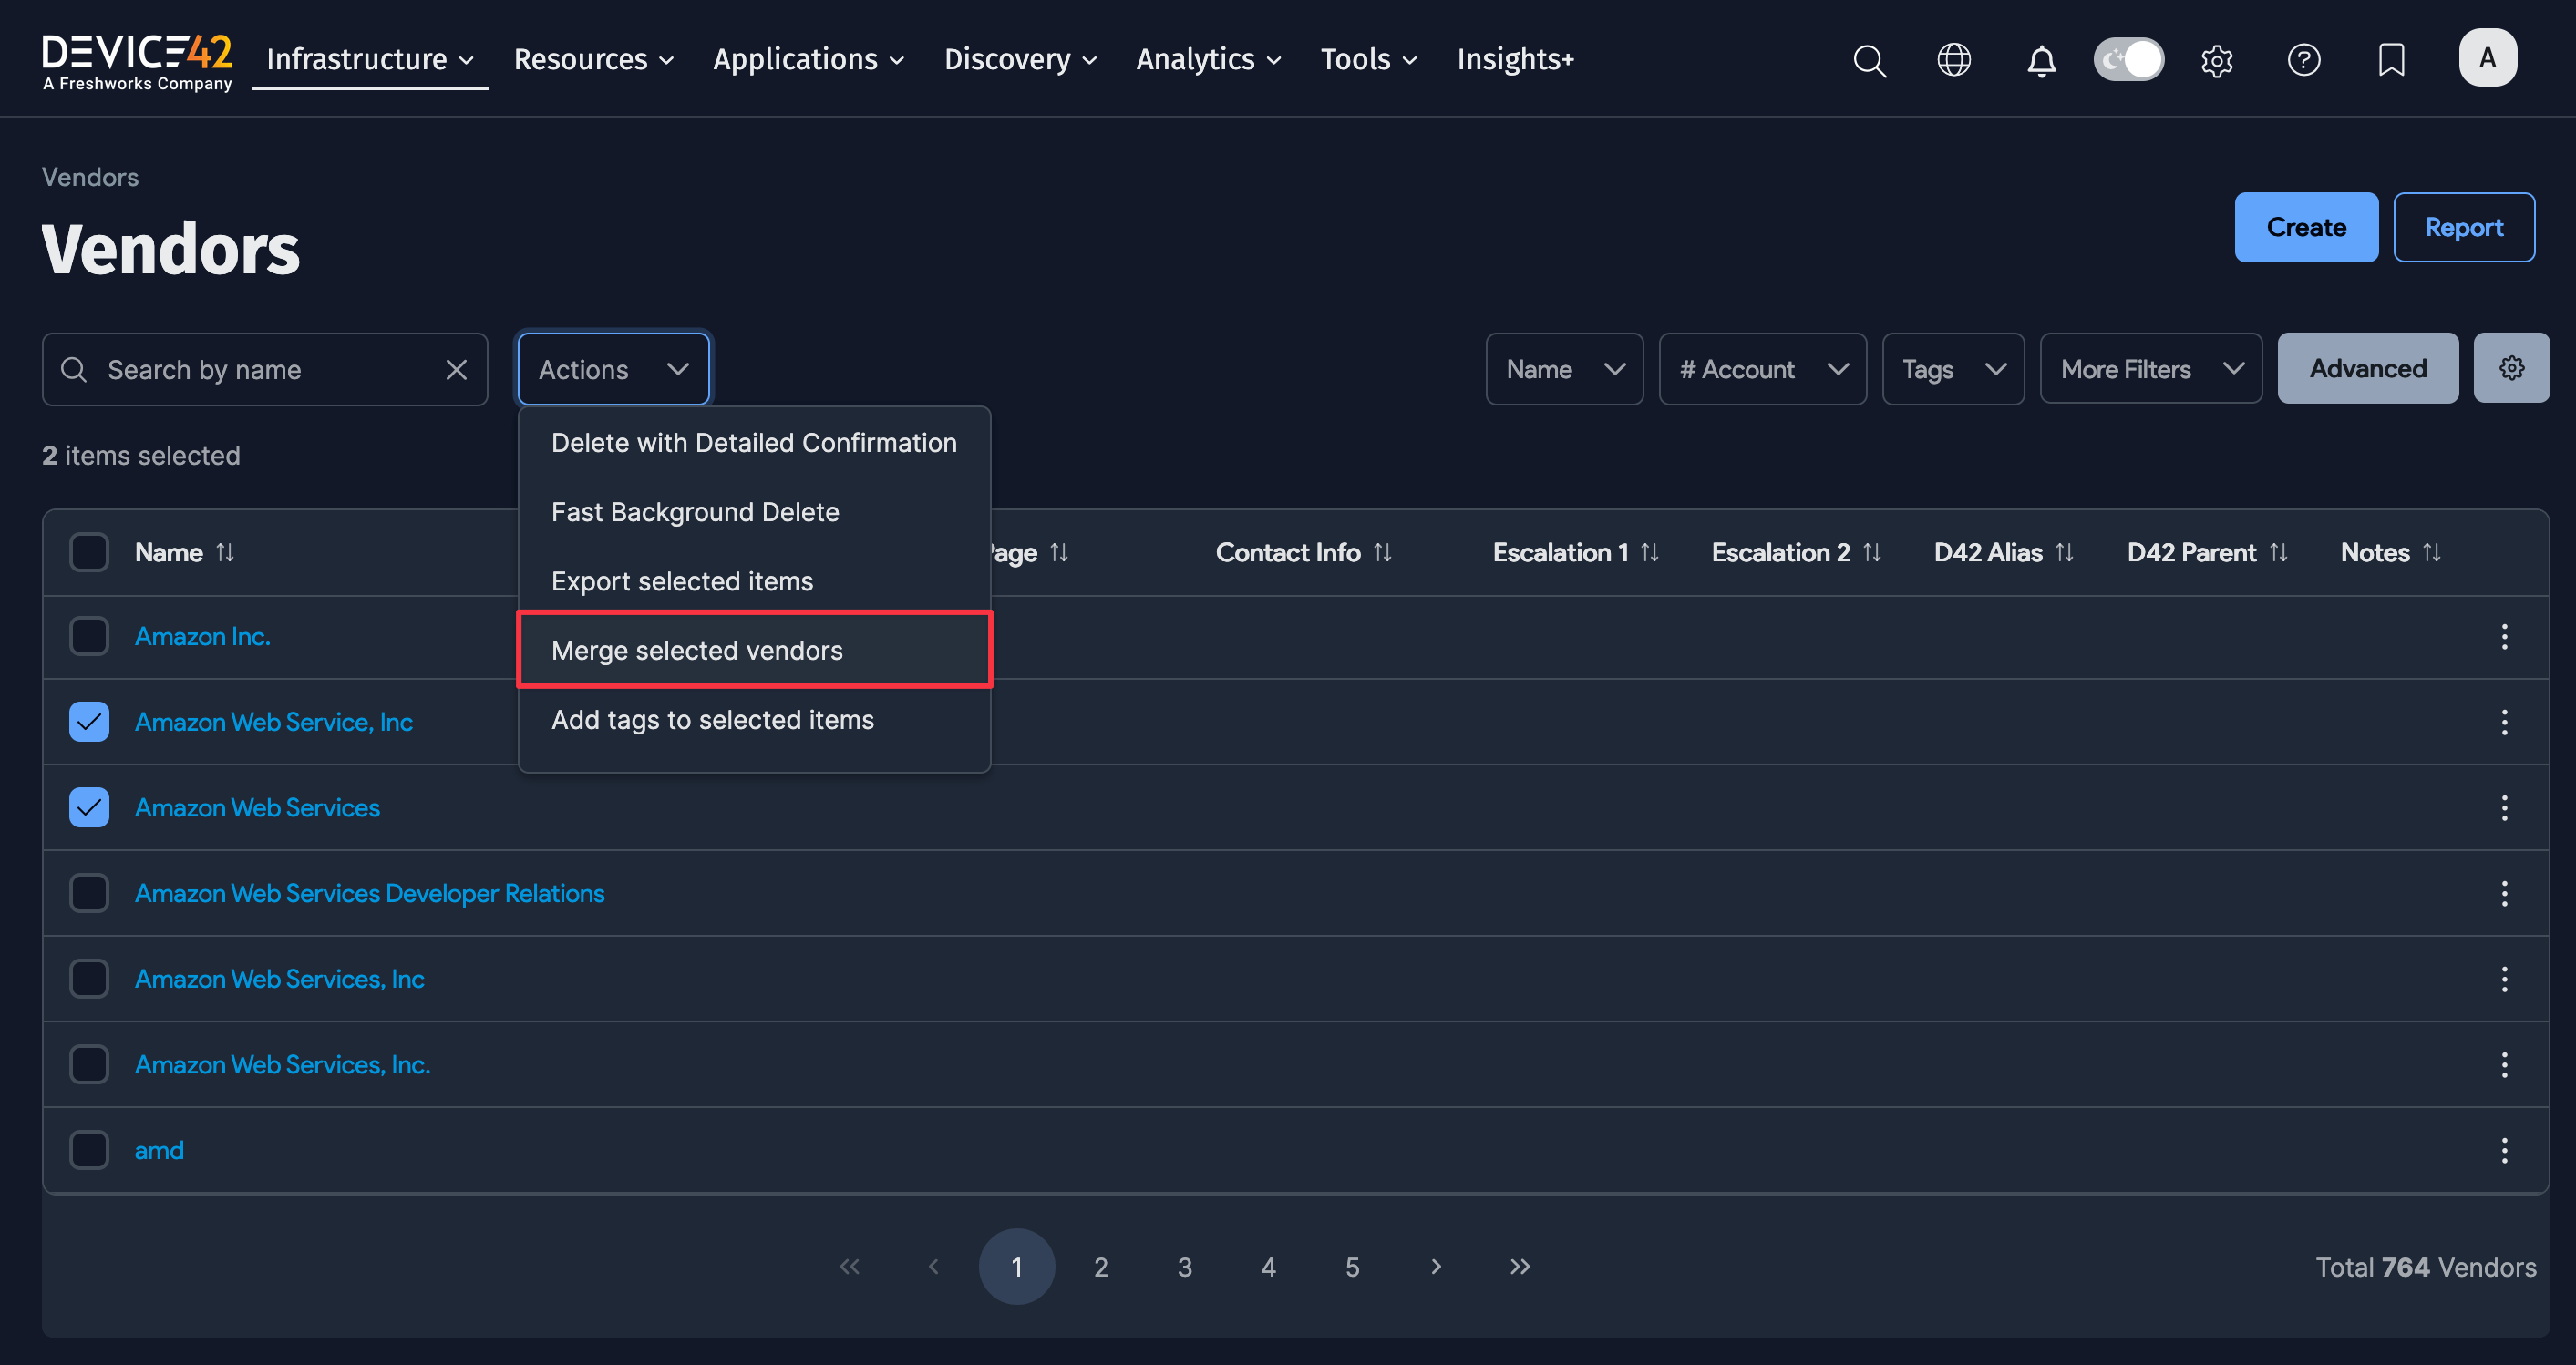 DEVICE42
A Freshworks Company
Infrastructure
Resources
Applications
Discovery
Analytics
Tools
Insights+
A
Vendors
Vendors
Create
Report
Search by name
Actions
Name
# Account
Tags
More Filters
Advanced
Delete with Detailed Confirmation
Fast Background Delete
Export selected items
Merge selected vendors
Add tags to selected items
2 items selected
Name
Page
Contact Info
Escalation 1
Escalation 2
D42 Alias
D42 Parent
Notes
Amazon Inc.
Amazon Web Service, Inc
Amazon Web Services
Amazon Web Services Developer Relations
Amazon Web Services, Inc
Amazon Web Services, Inc.
amd
1 2 3 4 5
Total 764 Vendors